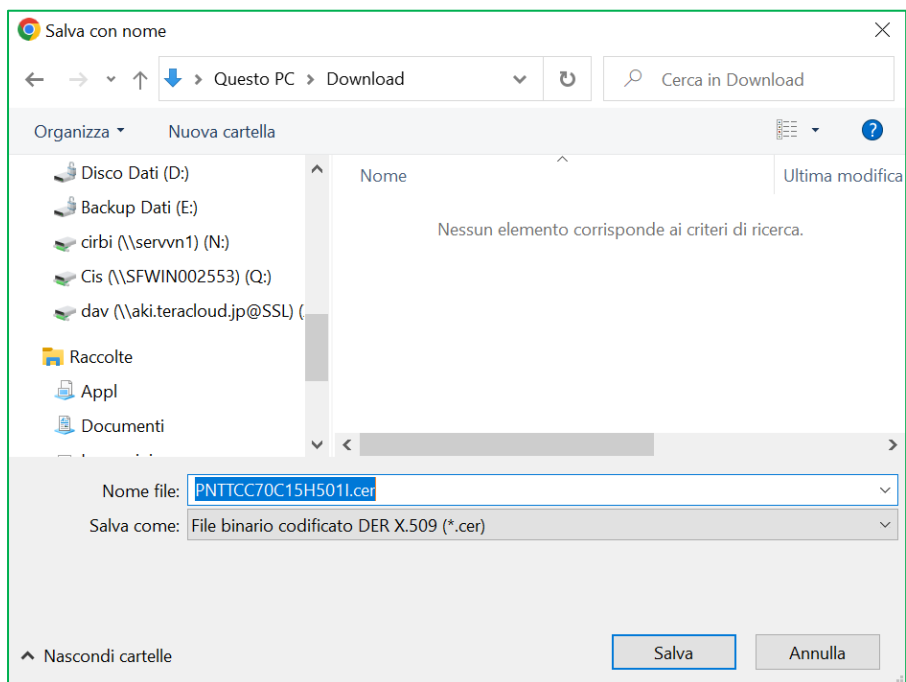 Salva con nome
Questo PC > Download
Cerca in Download
Organizza
Nuova cartella
Disco Dati (D:)
Backup Dati (E:)
cirbi (\\servvn1) (N:)
Cis (\\SFWIN002553) (Q:)
dav (\\aki.teracloud.jp@SSL) (
Raccolte
Appl
Documenti
Nome
Ultima modifica
Nessun elemento corrisponde ai criteri di ricerca.
Nome file: PNTTCC70C15H501I.cer
Salva come: File binario codificato DER X.509 (*.cer)
Nascondi cartelle
Salva
Annulla